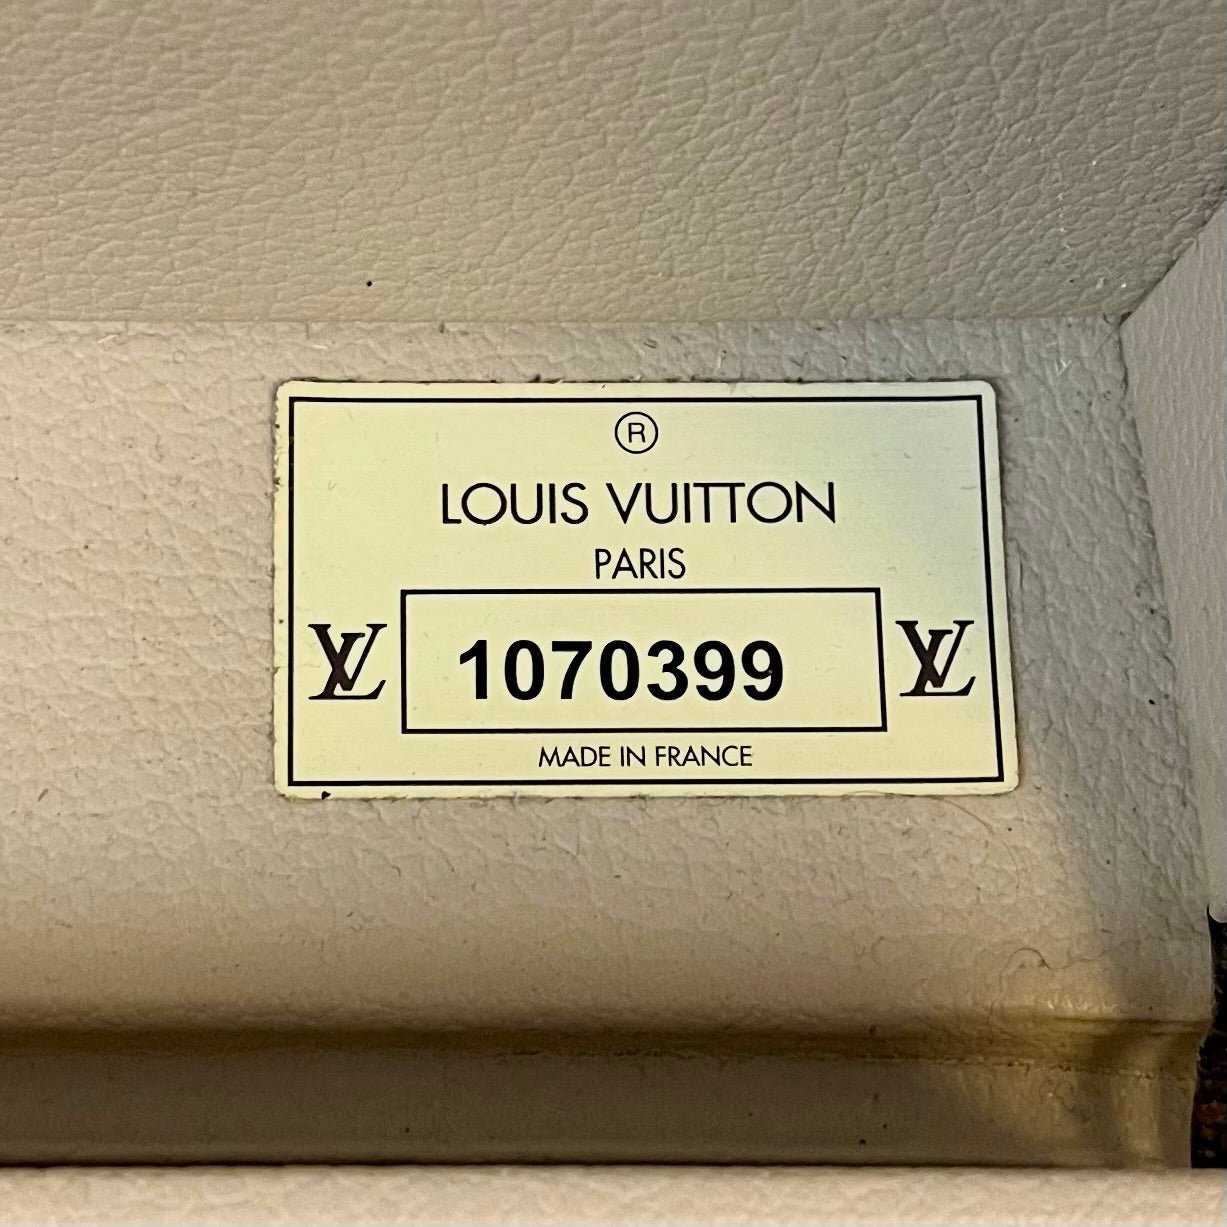 ®
LOUIS VUITTON
PARIS
LV 1070399 LV
MADE IN FRANCE